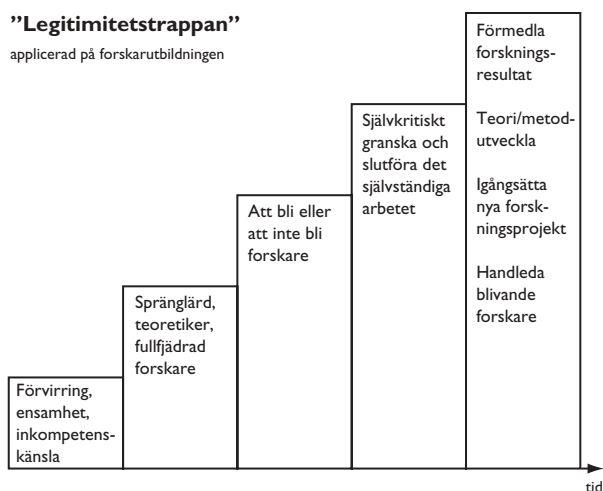 ”Legitimitetstrappan”
applicerad på forskarutbildningen
Förvirring,
ensamhet,
inkompetens-
känsla
Spränglärd,
teoretiker,
fullfjädrad
forskare
Att bli eller
att inte bli
forskare
Självkritiskt
granska och
slutföra det
självständiga
arbetet
Förmedla
forsknings-
resultat
Teori/metod-
utveckla
Igångsätta
nya forsk-
ningsprojekt
Handleda
blivande
forskare
tid